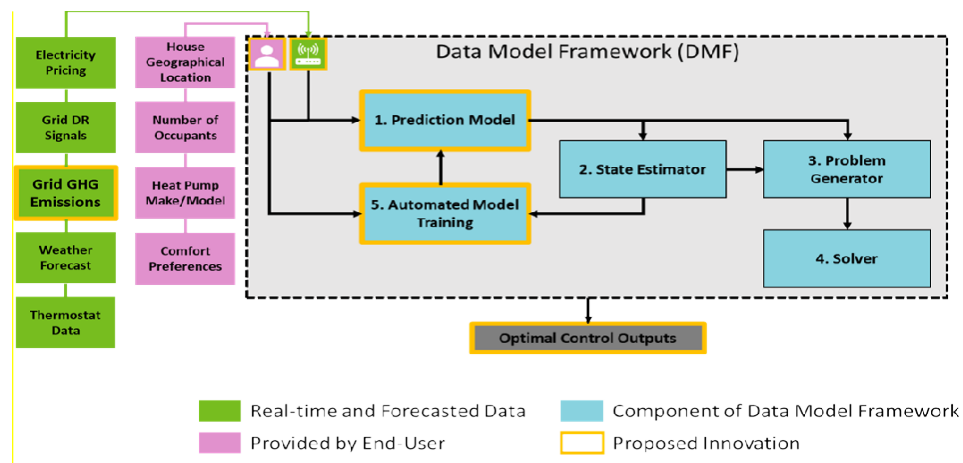 Data Model Framework (DMF)
Electricity
Pricing
Grid DR
Signals
Grid GHG
Emissions
Weather
Forecast
Thermostat
Data
House
Geographical
Location
Number of
Occupants
Heat Pump
Make/Model
Comfort
Preferences
1. Prediction Model
2. State Estimator
3. Problem
Generator
5. Automated Model
Training
4. Solver
Optimal Control Outputs
Real-time and Forecasted Data
Component of Data Model Framework
Provided by End-User
Proposed Innovation